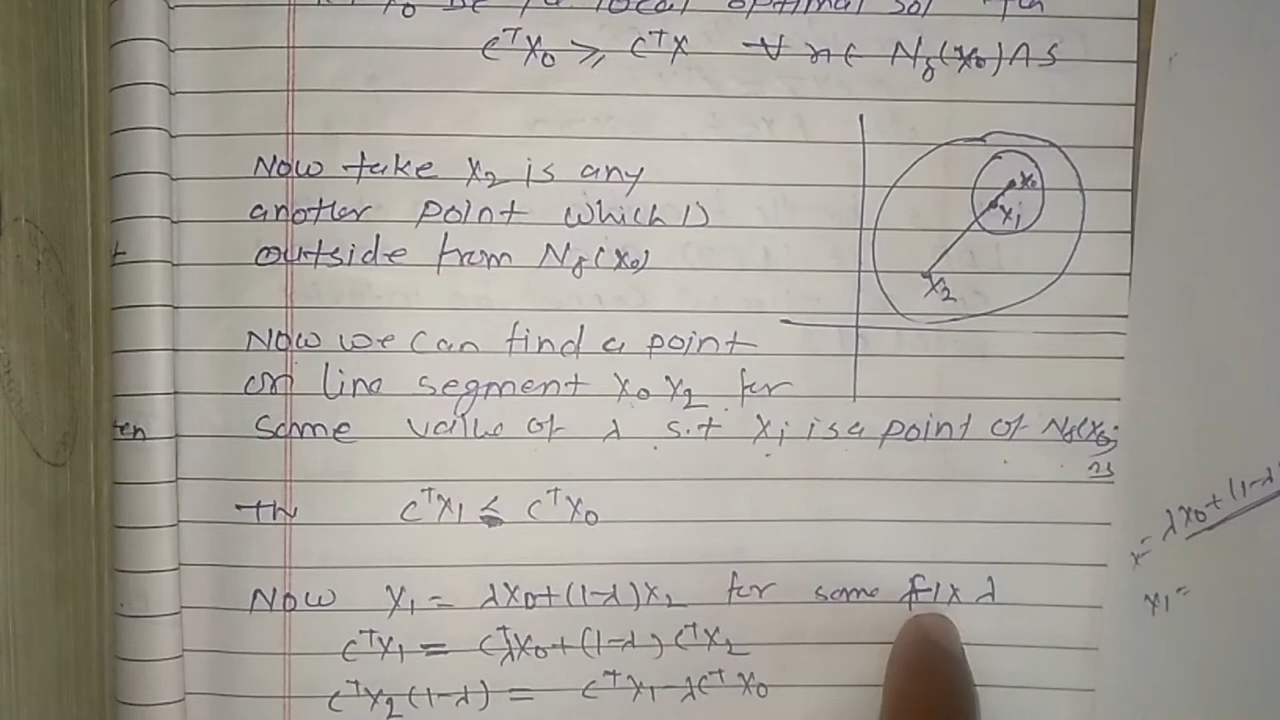 cᵀx₀ ≥ cᵀx ∀ x ∈ N_δ(x₀) ∩ S
x₀
x₁
x₂
Now take x₂ is any
another point which is
outside from N_δ(x₀)
Now we can find a point
on line segment x₀ x₂ for
some value of λ s.t x₁ is a point of N_δ(x₀)
th cᵀx₁ ≤ cᵀx₀
Now x₁ = λx₀+(1-λ)x₂ for some fix λ
cᵀx₁ = cᵀλx₀+(1-λ) cᵀx₂
cᵀx₂(1-λ) = cᵀx₁-λcᵀx₀
x = λx₀+(1-λ
x₁ =